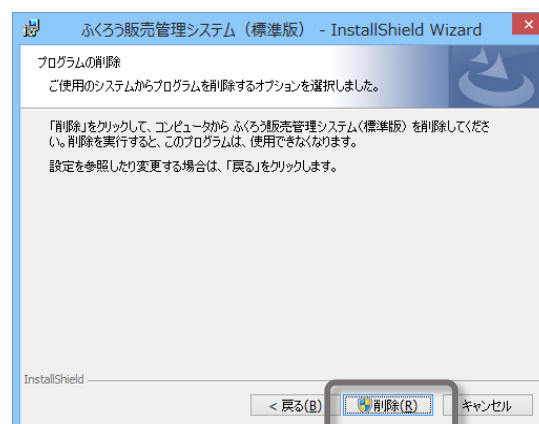 ふくろう販売管理システム（標準版） - InstallShield Wizard
プログラムの削除
ご使用のシステムからプログラムを削除するオプションを選択しました。
「削除」をクリックして、コンピュータから ふくろう販売管理システム（標準版） を削除してくださ
い。削除を実行すると、このプログラムは、使用できなくなります。
設定を参照したり変更する場合は、「戻る」をクリックします。
InstallShield
< 戻る(B) 削除(R) キャンセル